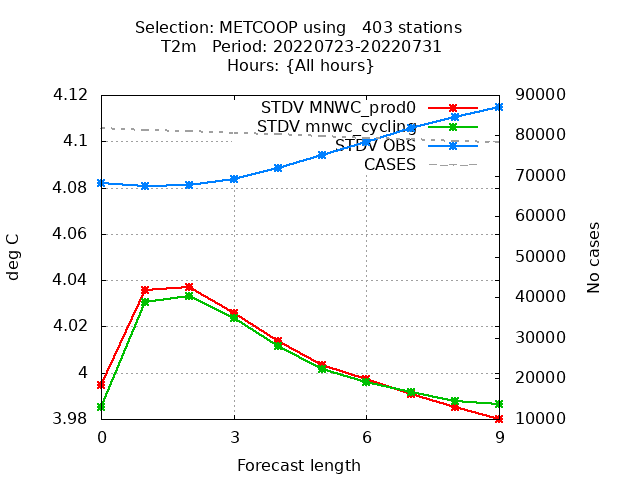 Selection: METCOOP using 403 stations
T2m Period: 20220723-20220731
Hours: {All hours}
4.12
4.1
4.08
4.06
4.04
4.02
4
3.98
90000
80000
70000
60000
50000
40000
30000
20000
10000
STDV MNWC_prod0
STDV mnwc_cycling
STDV OBS
CASES
deg C
No cases
0
3
6
9
Forecast length